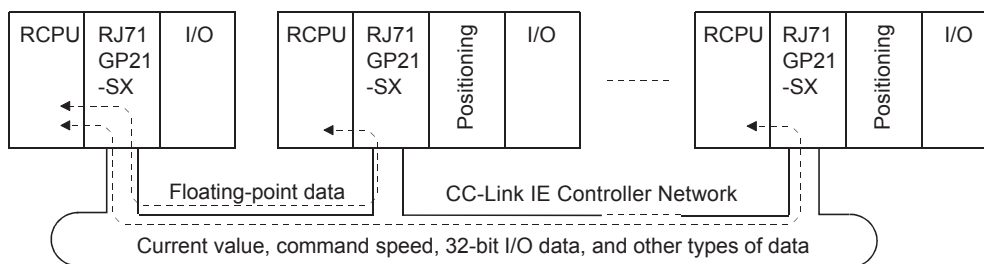 RCPU
RJ71
GP21
-SX
I/O
RCPU
RJ71
GP21
-SX
Positioning
I/O
RCPU
RJ71
GP21
-SX
Positioning
I/O
Floating-point data
CC-Link IE Controller Network
Current value, command speed, 32-bit I/O data, and other types of data